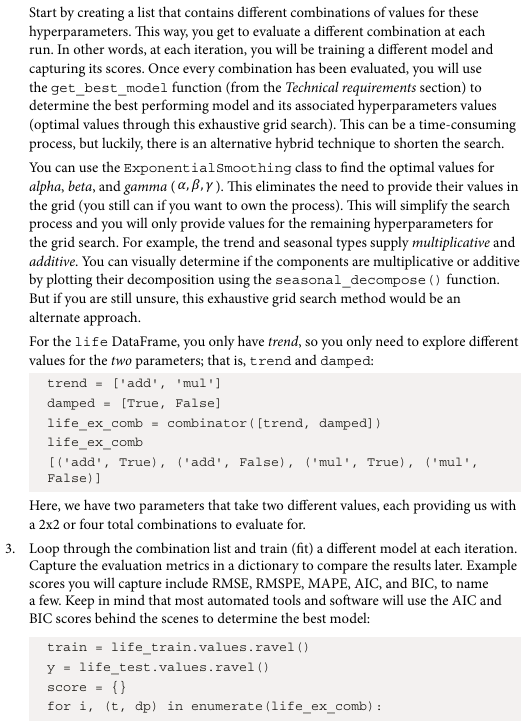 Start by creating a list that contains different combinations of values for these
hyperparameters. This way, you get to evaluate a different combination at each
run. In other words, at each iteration, you will be training a different model and
capturing its scores. Once every combination has been evaluated, you will use
the get_best_model function (from the Technical requirements section) to
determine the best performing model and its associated hyperparameters values
(optimal values through this exhaustive grid search). This can be a time-consuming
process, but luckily, there is an alternative hybrid technique to shorten the search.
You can use the ExponentialSmoothing class to find the optimal values for
alpha, beta, and gamma (α,β,γ). This eliminates the need to provide their values in
the grid (you still can if you want to own the process). This will simplify the search
process and you will only provide values for the remaining hyperparameters for
the grid search. For example, the trend and seasonal types supply multiplicative and
additive. You can visually determine if the components are multiplicative or additive
by plotting their decomposition using the seasonal_decompose() function.
But if you are still unsure, this exhaustive grid search method would be an
alternate approach.
For the life DataFrame, you only have trend, so you only need to explore different
values for the two parameters; that is, trend and damped:
trend = ['add', 'mul']
damped = [True, False]
life_ex_comb = combinator([trend, damped])
life_ex_comb
[('add', True), ('add', False), ('mul', True), ('mul',
False)]
Here, we have two parameters that take two different values, each providing us with
a 2x2 or four total combinations to evaluate for.
3. Loop through the combination list and train (fit) a different model at each iteration.
Capture the evaluation metrics in a dictionary to compare the results later. Example
scores you will capture include RMSE, RMSPE, MAPE, AIC, and BIC, to name
a few. Keep in mind that most automated tools and software will use the AIC and
BIC scores behind the scenes to determine the best model:
train = life_train.values.ravel()
y = life_test.values.ravel()
score = {}
for i, (t, dp) in enumerate(life_ex_comb):